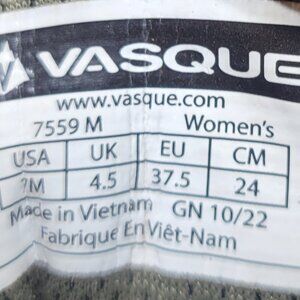 VASQUE
www.vasque.com
7559 M Women's
USA UK EU CM
7M 4.5 37.5 24
Made in Vietnam GN 10/22
Fabriqué En Viêt-Nam